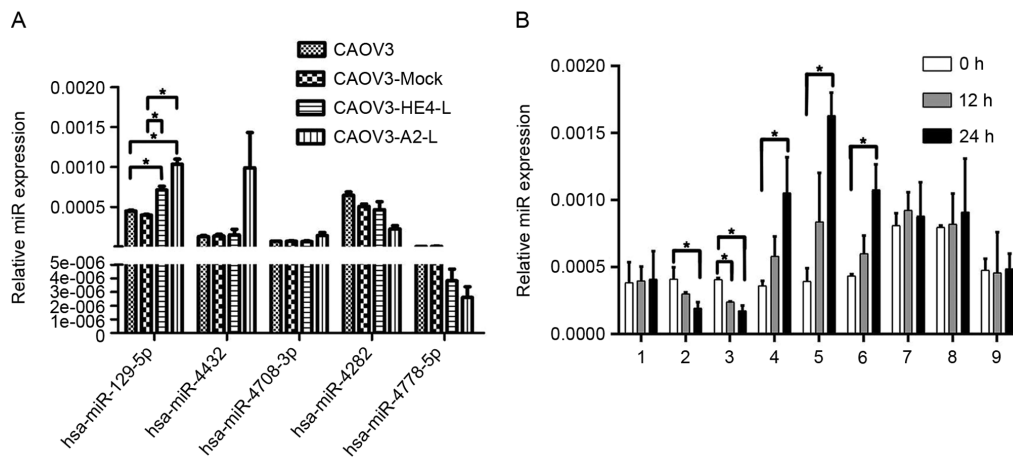 A
CAOV3
CAOV3-Mock
CAOV3-HE4-L
CAOV3-A2-L
Relative miR expression
0.0020
0.0015
0.0010
0.0005
5e-006
4e-006
3e-006
2e-006
1e-006
0
* * * *
hsa-miR-129-5p
hsa-miR-4432
hsa-miR-4708-3p
hsa-miR-4282
hsa-miR-4778-5p
B
0 h
12 h
24 h
Relative miR expression
0.0020
0.0015
0.0010
0.0005
0.0000
* * * * * *
1 2 3 4 5 6 7 8 9